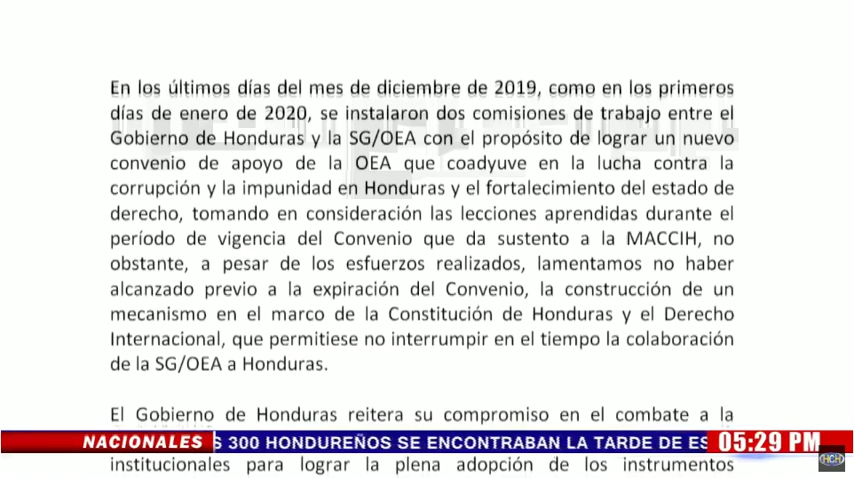 En los últimos días del mes de diciembre de 2019, como en los primeros
días de enero de 2020, se instalaron dos comisiones de trabajo entre el
Gobierno de Honduras y la SG/OEA con el propósito de lograr un nuevo
convenio de apoyo de la OEA que coadyuve en la lucha contra la
corrupción y la impunidad en Honduras y el fortalecimiento del estado de
derecho, tomando en consideración las lecciones aprendidas durante el
período de vigencia del Convenio que da sustento a la MACCIH, no
obstante, a pesar de los esfuerzos realizados, lamentamos no haber
alcanzado previo a la expiración del Convenio, la construcción de un
mecanismo en el marco de la Constitución de Honduras y el Derecho
Internacional, que permitiese no interrumpir en el tiempo la colaboración
de la SG/OEA a Honduras.
El Gobierno de Honduras reitera su compromiso en el combate a la
NACIONALES S 300 HONDUREÑOS SE ENCONTRABAN LA TARDE DE ES 05:29 PM
institucionales para lograr la plena adopción de los instrumentos
HCH